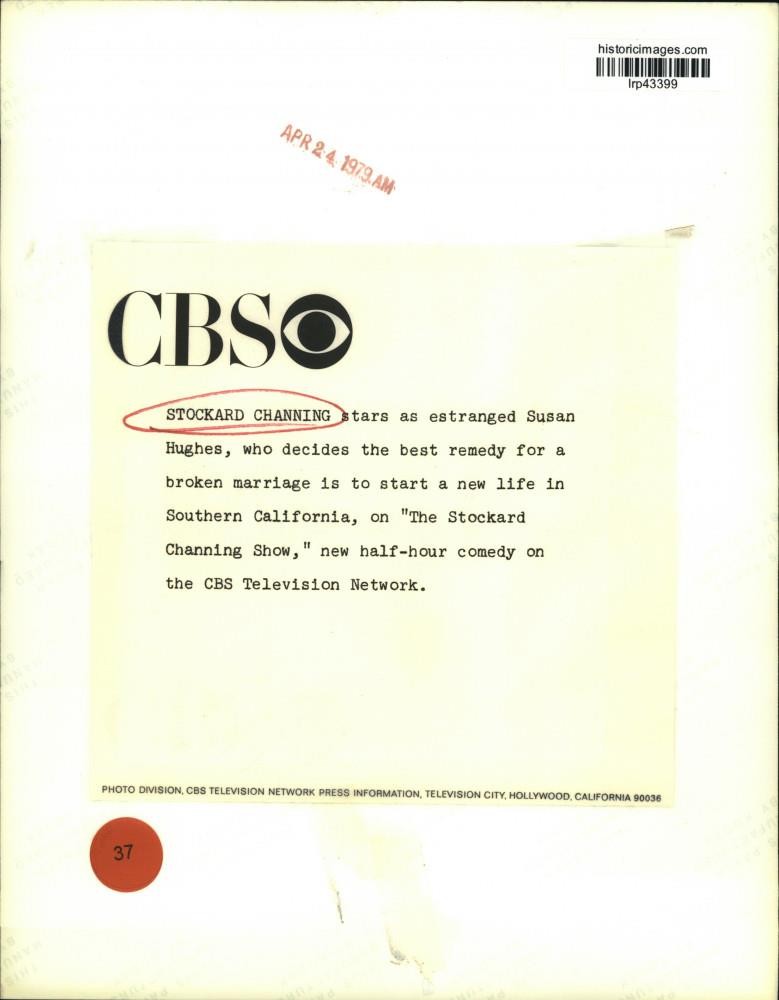 historicimages.com
lrp43399
APR 24 1979 AM
CBS
STOCKARD CHANNING stars as estranged Susan
Hughes, who decides the best remedy for a
broken marriage is to start a new life in
Southern California, on "The Stockard
Channing Show," new half-hour comedy on
the CBS Television Network.
PHOTO DIVISION, CBS TELEVISION NETWORK PRESS INFORMATION, TELEVISION CITY, HOLLYWOOD, CALIFORNIA 90036
37